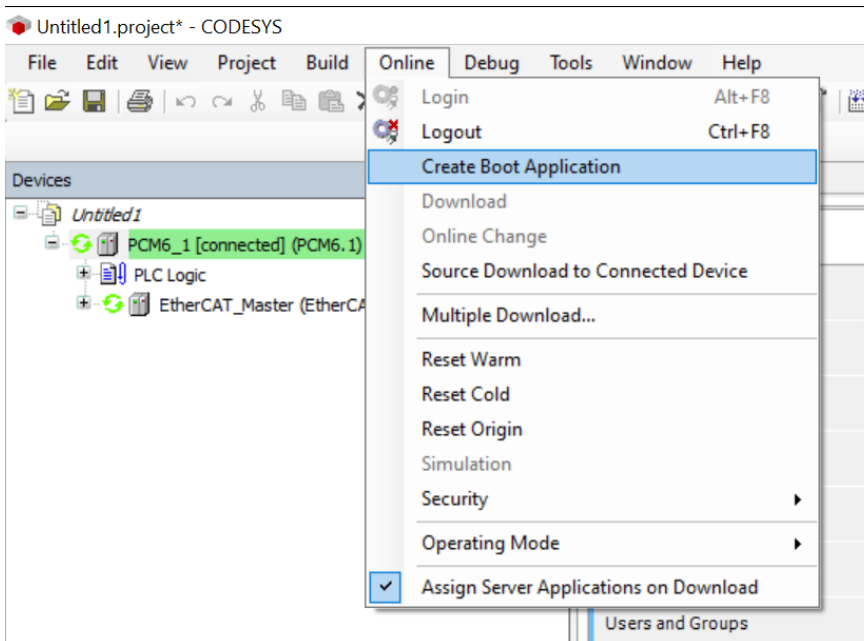 Untitled1.project* - CODESYS
File Edit View Project Build Online Debug Tools Window Help
Login Alt+F8
Logout Ctrl+F8
Create Boot Application
Download
Online Change
Source Download to Connected Device
Multiple Download...
Reset Warm
Reset Cold
Reset Origin
Simulation
Security
Operating Mode
Assign Server Applications on Download
Devices
Untitled1
PCM6_1 [connected] (PCM6.1)
PLC Logic
EtherCAT_Master (EtherCA
Users and Groups